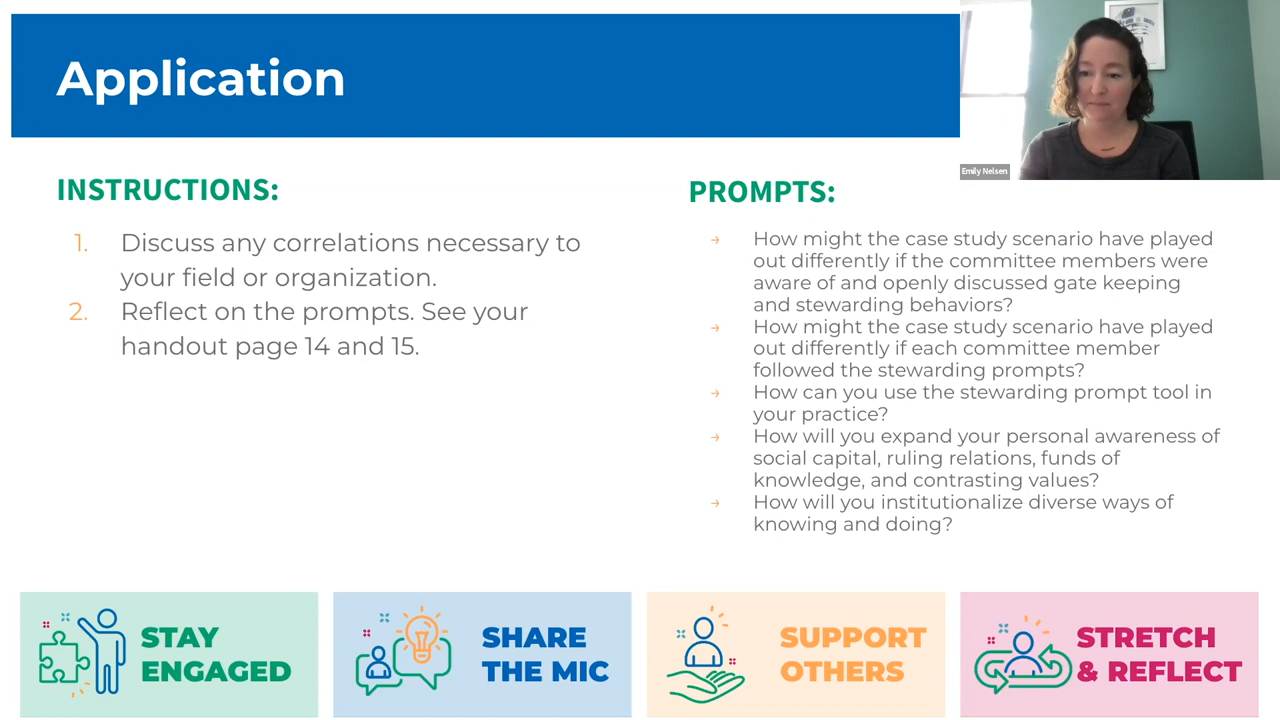 Application
Emily Nelsen
INSTRUCTIONS:
1. Discuss any correlations necessary to
your field or organization.
2. Reflect on the prompts. See your
handout page 14 and 15.
PROMPTS:
→ How might the case study scenario have played
out differently if the committee members were
aware of and openly discussed gate keeping
and stewarding behaviors?
→ How might the case study scenario have played
out differently if each committee member
followed the stewarding prompts?
→ How can you use the stewarding prompt tool in
your practice?
→ How will you expand your personal awareness of
social capital, ruling relations, funds of
knowledge, and contrasting values?
→ How will you institutionalize diverse ways of
knowing and doing?
STAY
ENGAGED
SHARE
THE MIC
SUPPORT
OTHERS
STRETCH
& REFLECT